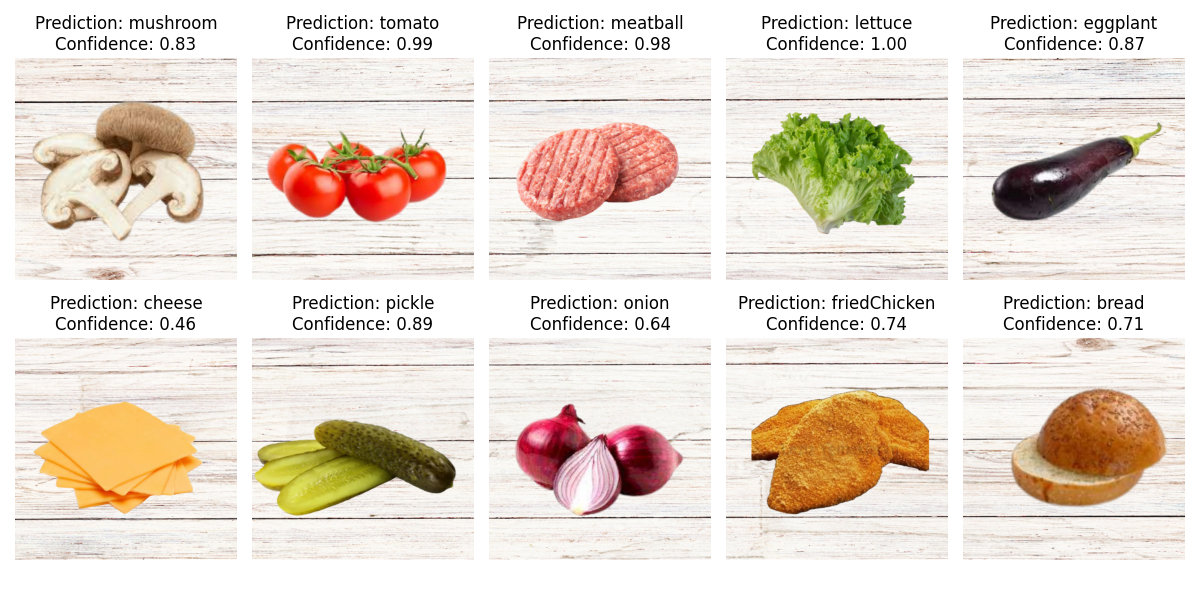 Prediction: mushroom
Confidence: 0.83
Prediction: tomato
Confidence: 0.99
Prediction: meatball
Confidence: 0.98
Prediction: lettuce
Confidence: 1.00
Prediction: eggplant
Confidence: 0.87
Prediction: cheese
Confidence: 0.46
Prediction: pickle
Confidence: 0.89
Prediction: onion
Confidence: 0.64
Prediction: friedChicken
Confidence: 0.74
Prediction: bread
Confidence: 0.71